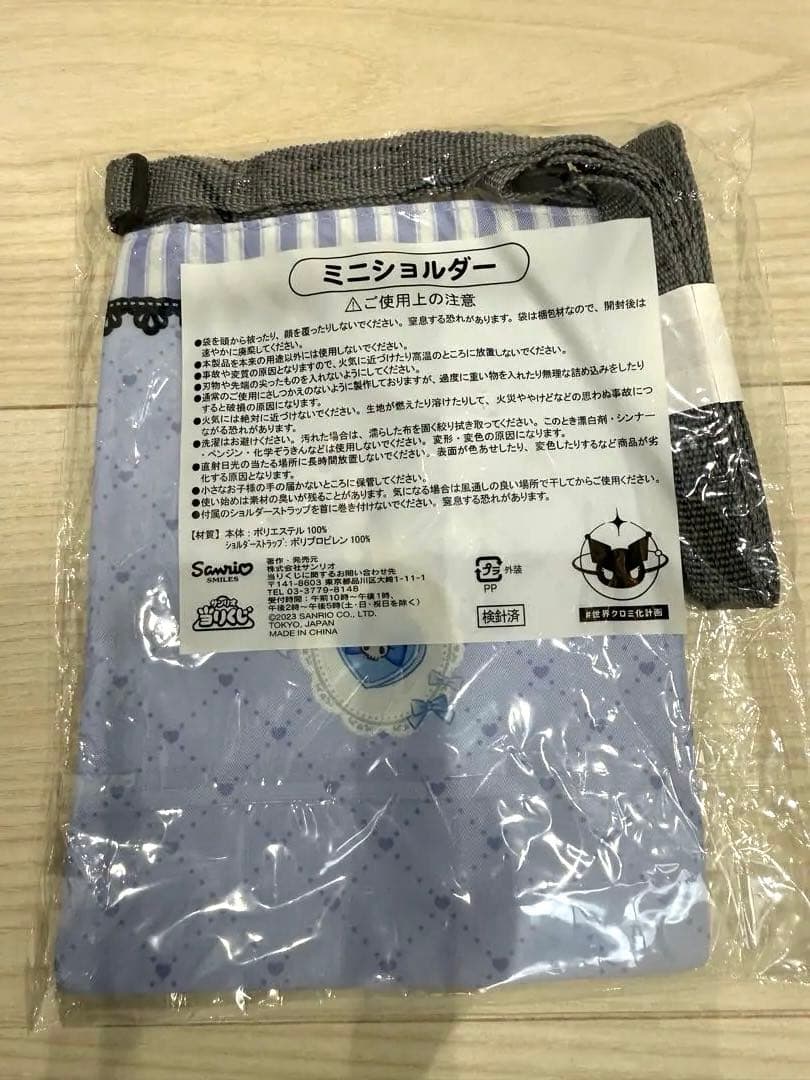 ミニショルダー
⚠ご使用上の注意
●袋を頭から被ったり、顔を覆ったりしないでください。窒息する恐れがあります。袋は梱包材なので、開封後は
速やかに廃棄してください。
●本製品を本来の用途以外には使用しないでください。
●事故や変質の原因となりますので、火気に近づけたり高温のところに放置しないでください。
●刃物や先端の尖ったものを入れないようにしてください。
●通常のご使用にさしつかえのないように製作しておりますが、過度に重い物を入れたり無理な詰め込みをしたり
すると破損の原因になります。
●火気には絶対に近づけないでください。生地が燃えたり溶けたりして、火災ややけどなどの思わぬ事故につ
ながる恐れがあります。
●洗濯はお避けください。汚れた場合は、濡らした布を固く絞り拭き取ってください。このとき漂白剤・シンナー
・ベンジン・化学ぞうきんなどは使用しないでください。変形・変色の原因になります。
●直射日光の当たる場所に長時間放置しないでください。表面が色あせたり、変色したりするなど商品が劣
化する原因となります。
●小さなお子様の手の届かないところに保管してください。
●使い始めは素材の臭いが残ることがあります。気になる場合は風通しの良い場所で干してからご使用ください。
●付属のショルダーストラップを首に巻き付けないでください。窒息する恐れがあります。
【材質】本体:ポリエステル100%
ショルダーストラップ:ポリプロピレン100%
Sanrio
SMILES
サンリオ
当りくじ
著作・発売元
株式会社サンリオ
当りくじに関するお問い合わせ先
〒141-8603 東京都品川区大崎1-11-1
TEL 03-3779-8148
受付時間:午前10時～午後1時、
午後2時～午後5時(土・日・祝日を除く)
©2023 SANRIO CO., LTD.
TOKYO, JAPAN
MADE IN CHINA
プラ 外装
PP
検針済
#世界クロミ化計画